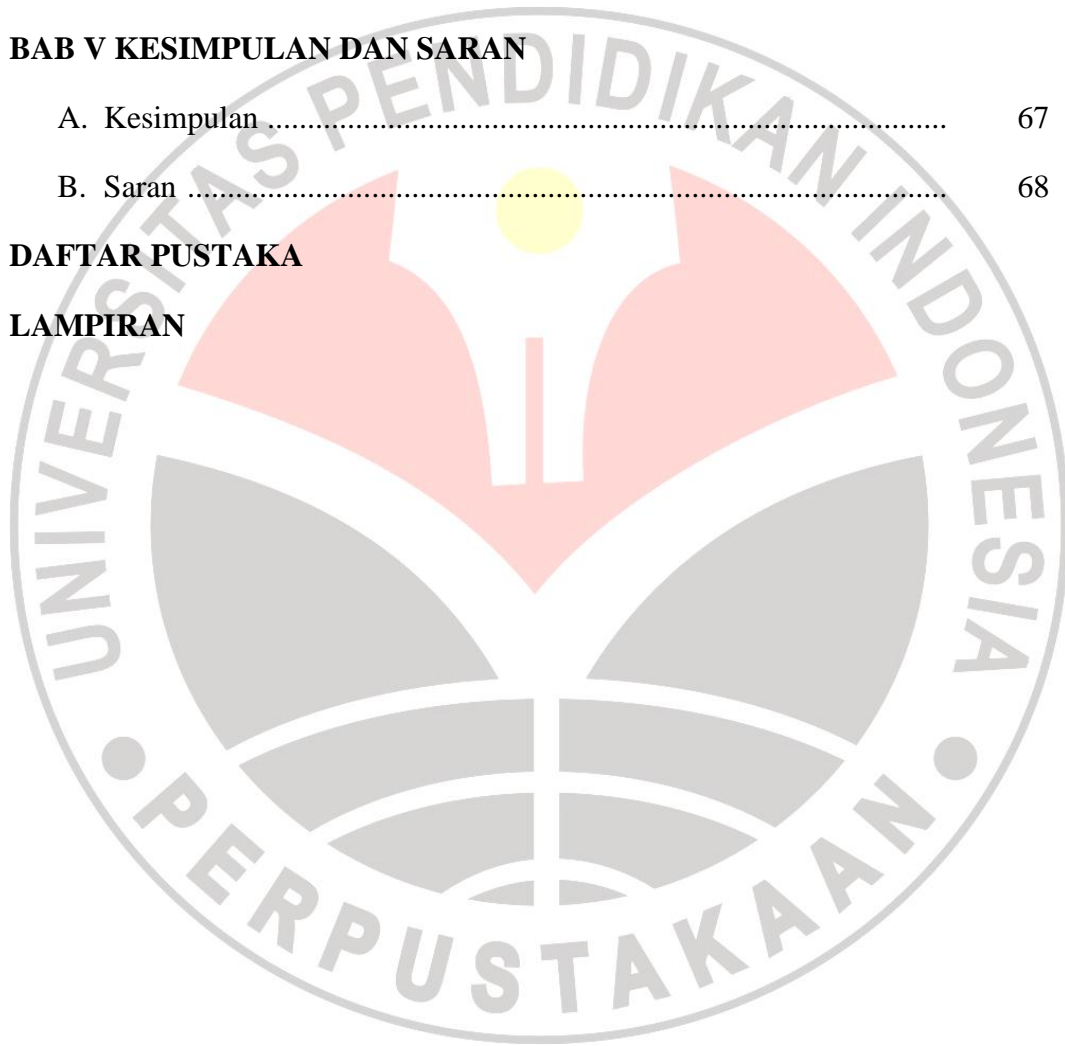 BAB V KESIMPULAN DAN SARAN
A. Kesimpulan ........................................................................................ 67
B. Saran .................................................................................................. 68
DAFTAR PUSTAKA
LAMPIRAN
UNIVERSITAS PENDIDIKAN INDONESIA
PERPUSTAKAAN